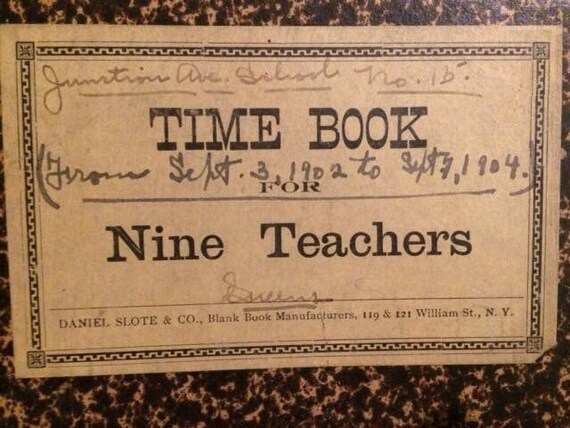 Junction Ave. School No. 15.
TIME BOOK
(From Sept. 3, 1902 to Sept 7, 1904.)
FOR
Nine Teachers
Queens
DANIEL SLOTE & CO., Blank Book Manufacturers, 119 & 121 William St., N. Y.